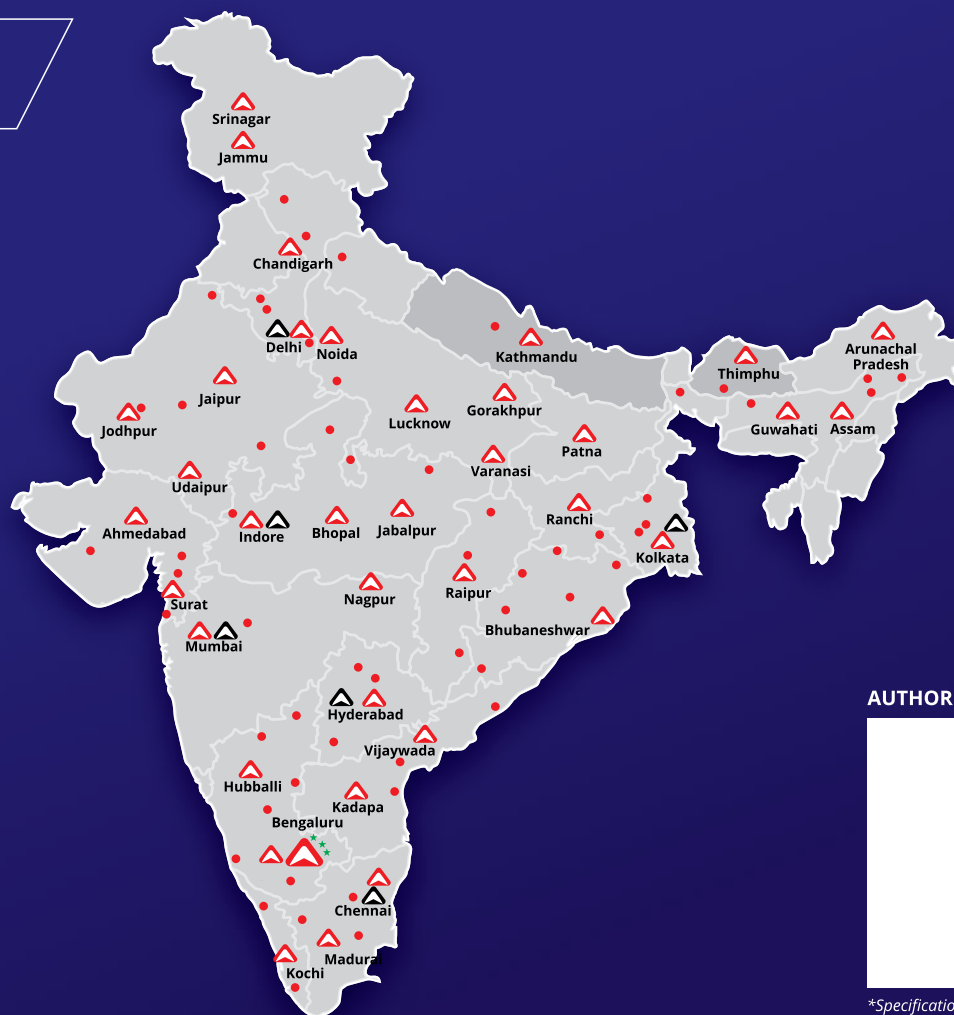 Srinagar
Jammu
Chandigarh
Delhi
Noida
Kathmandu
Thimphu
Arunachal
Pradesh
Jaipur
Jodhpur
Lucknow
Gorakhpur
Guwahati
Assam
Patna
Varanasi
Udaipur
Ahmedabad
Indore
Bhopal
Jabalpur
Ranchi
Kolkata
Surat
Nagpur
Raipur
Bhubaneshwar
Mumbai
Hyderabad
AUTHOR
Vijaywada
Hubballi
Kadapa
Bengaluru
Chennai
Madurai
Kochi
*Specificatio